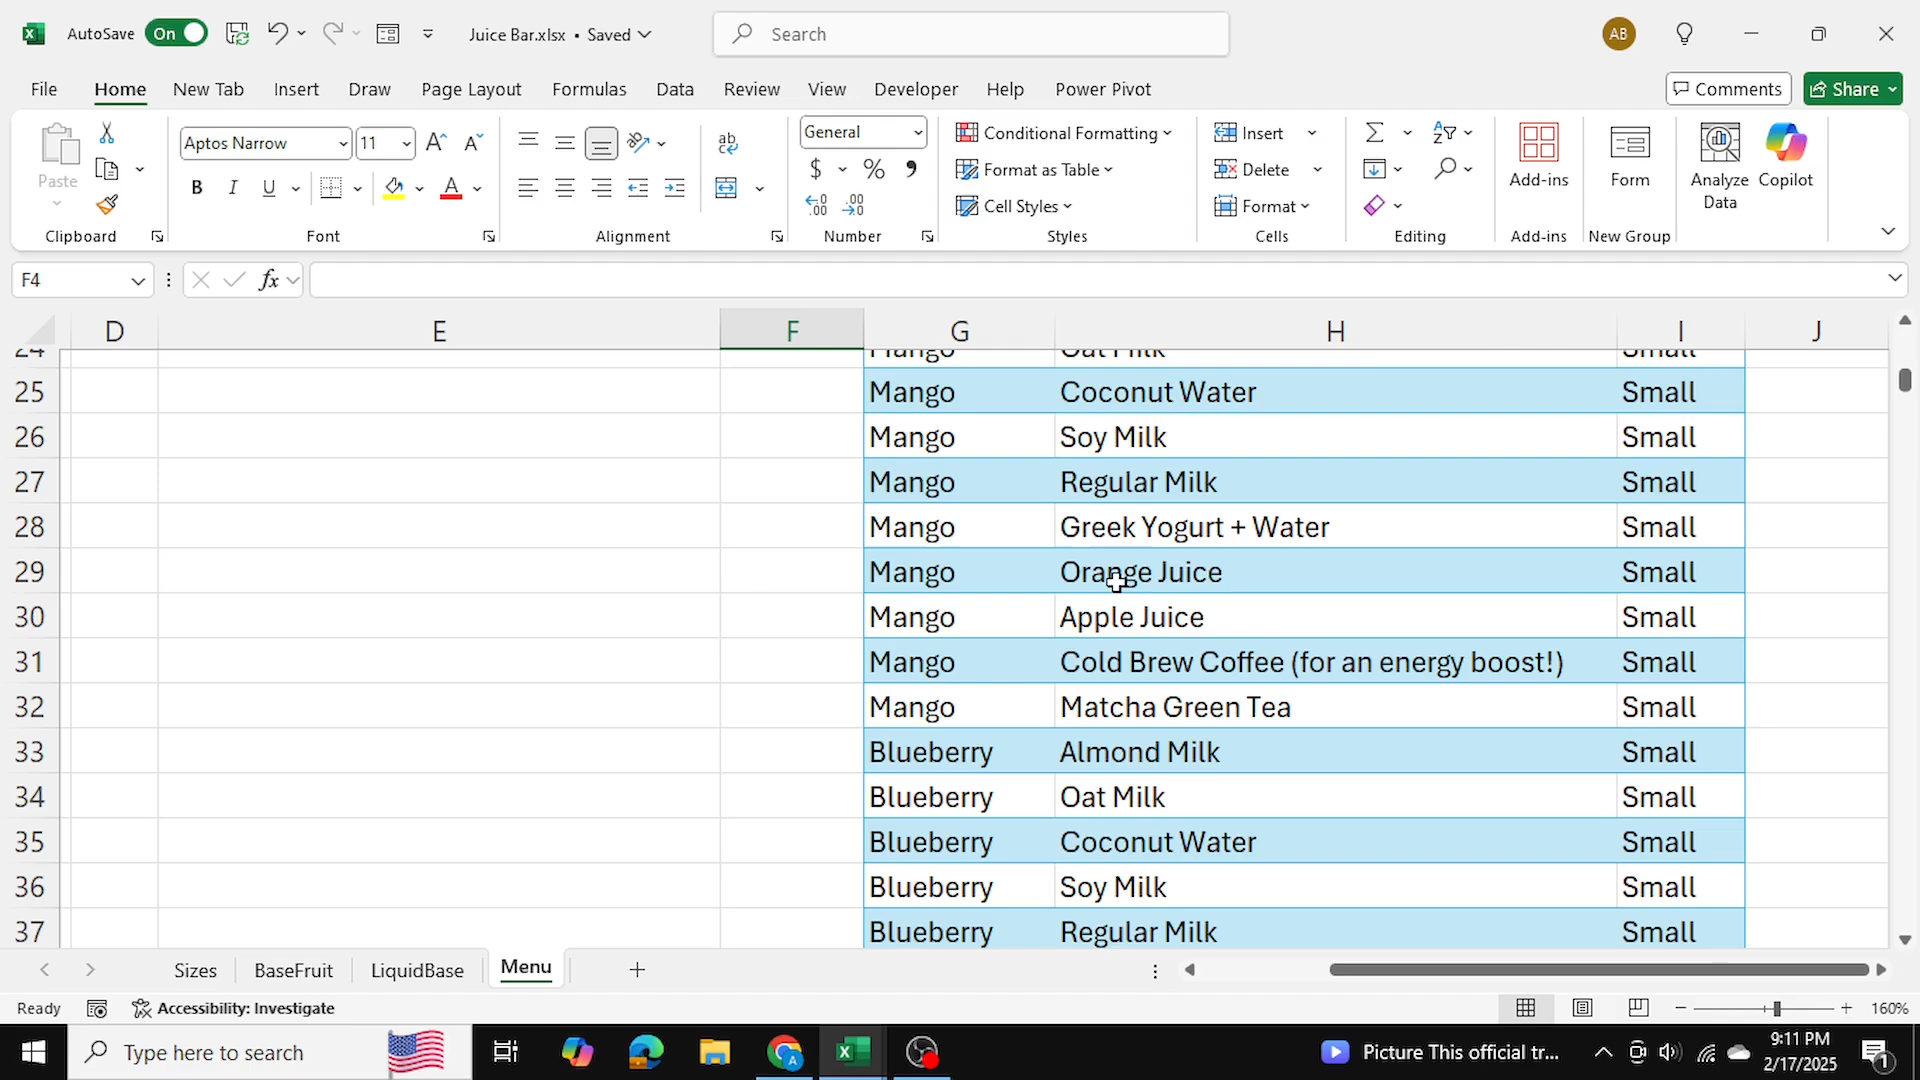 AutoSave On Juice Bar.xlsx • Saved Search AB
File Home New Tab Insert Draw Page Layout Formulas Data Review View Developer Help Power Pivot Comments Share
Paste Aptos Narrow 11 General Conditional Formatting Insert
Format as Table Delete Add-ins Form Analyze Data Copilot
B I U Cell Styles Format
Clipboard Font Alignment Number Styles Cells Editing Add-ins New Group
F4 fx
D E F G H I J
24 Mango Oat Milk Small
25 Mango Coconut Water Small
26 Mango Soy Milk Small
27 Mango Regular Milk Small
28 Mango Greek Yogurt + Water Small
29 Mango Orange Juice Small
30 Mango Apple Juice Small
31 Mango Cold Brew Coffee (for an energy boost!) Small
32 Mango Matcha Green Tea Small
33 Blueberry Almond Milk Small
34 Blueberry Oat Milk Small
35 Blueberry Coconut Water Small
36 Blueberry Soy Milk Small
37 Blueberry Regular Milk Small
Sizes BaseFruit LiquidBase Menu
Ready Accessibility: Investigate 160%
Type here to search Picture This official tr... 9:11 PM
2/17/2025 1